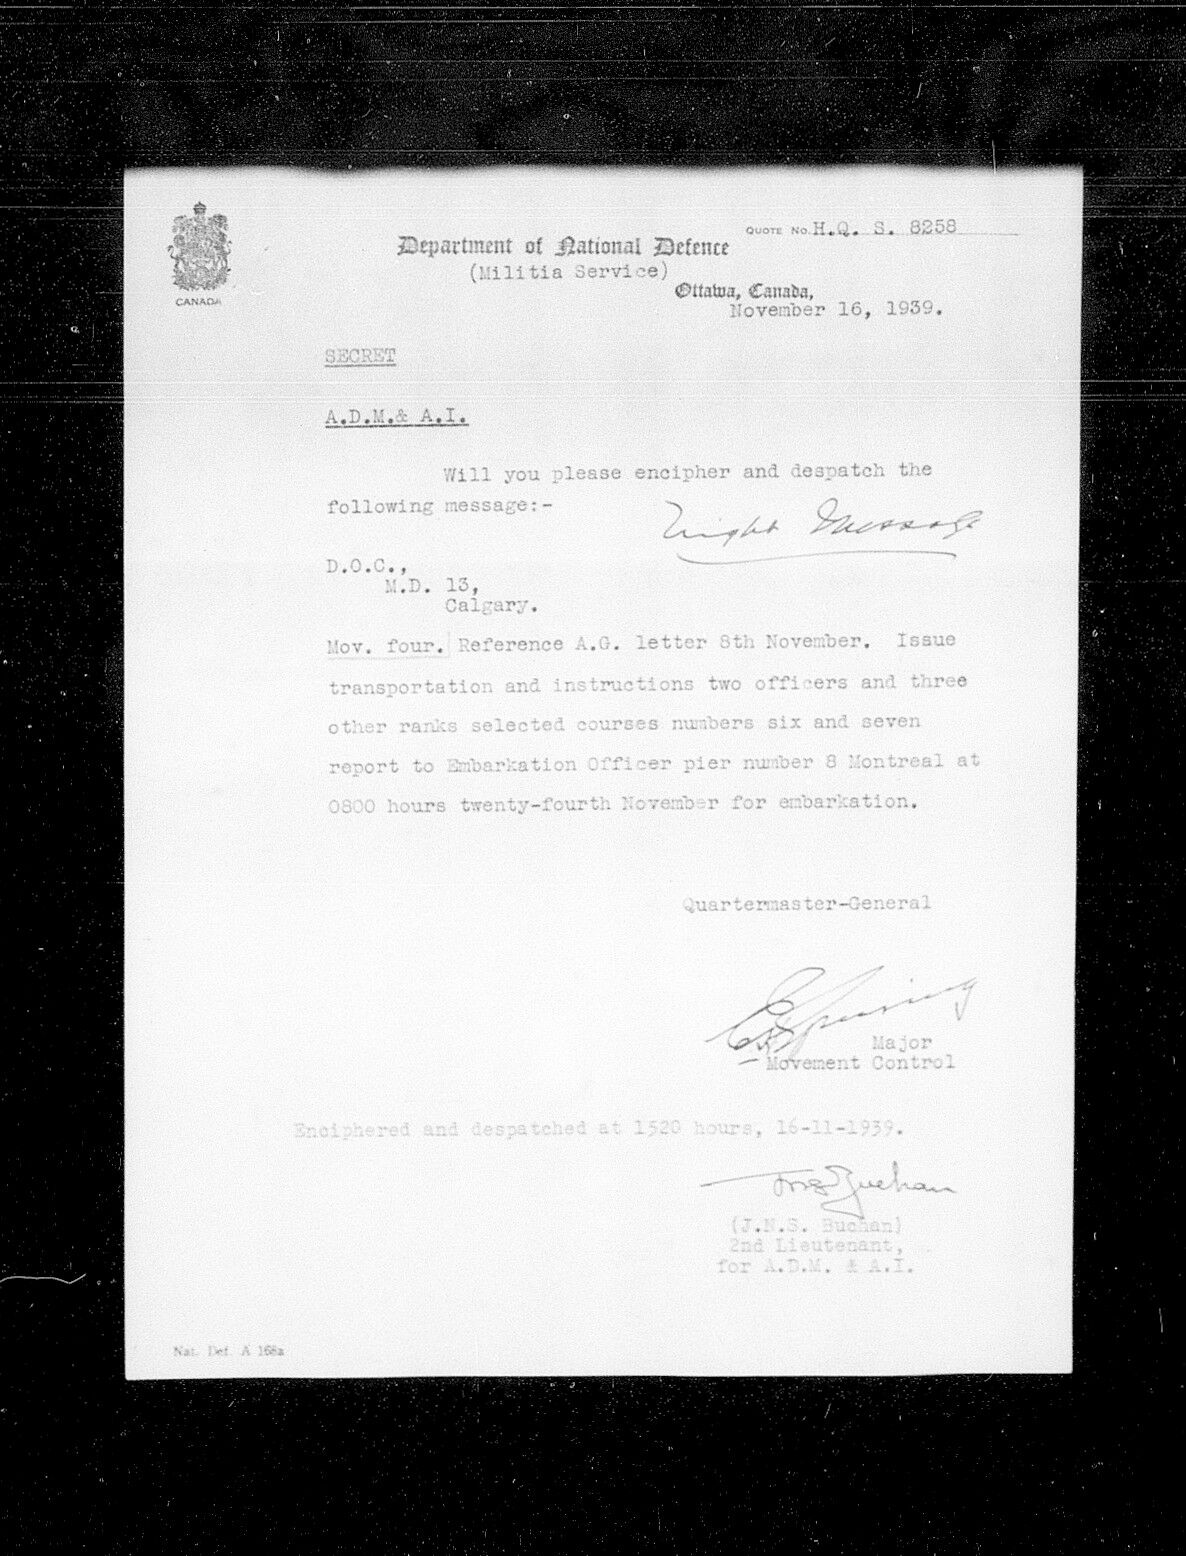 QUOTE No. H.Q. S. 8258
Department of National Defence
(Militia Service)
CANADA
Ottawa, Canada,
November 16, 1939.
SECRET
A.D.M.& A.I.
Will you please encipher and despatch the
following message:-
Night Message
D.O.C.,
M.D. 13,
Calgary.
Mov. four. Reference A.G. letter 8th November. Issue
transportation and instructions two officers and three
other ranks selected courses numbers six and seven
report to Embarkation Officer pier number 8 Montreal at
0800 hours twenty-fourth November for embarkation.
Quartermaster-General
Major
Movement Control
Enciphered and despatched at 1520 hours, 16-11-1939.
JNS Buchan
(J.N.S. Buchan)
2nd Lieutenant,
for A.D.M. & A.I.
Nat. Def. A 168a